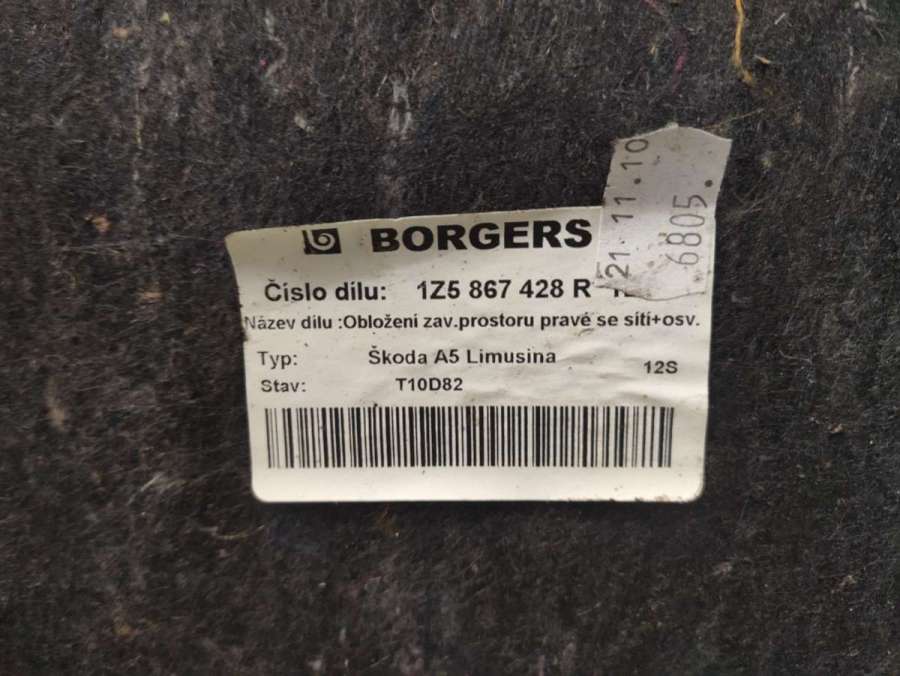 BORGERS
Číslo dílu: 1Z5 867 428 R
Název dílu :Obložení zav.prostoru pravé se sítí+osv.
Typ: Škoda A5 Limusina
12S
Stav: T10D82
21.11.10
6805.